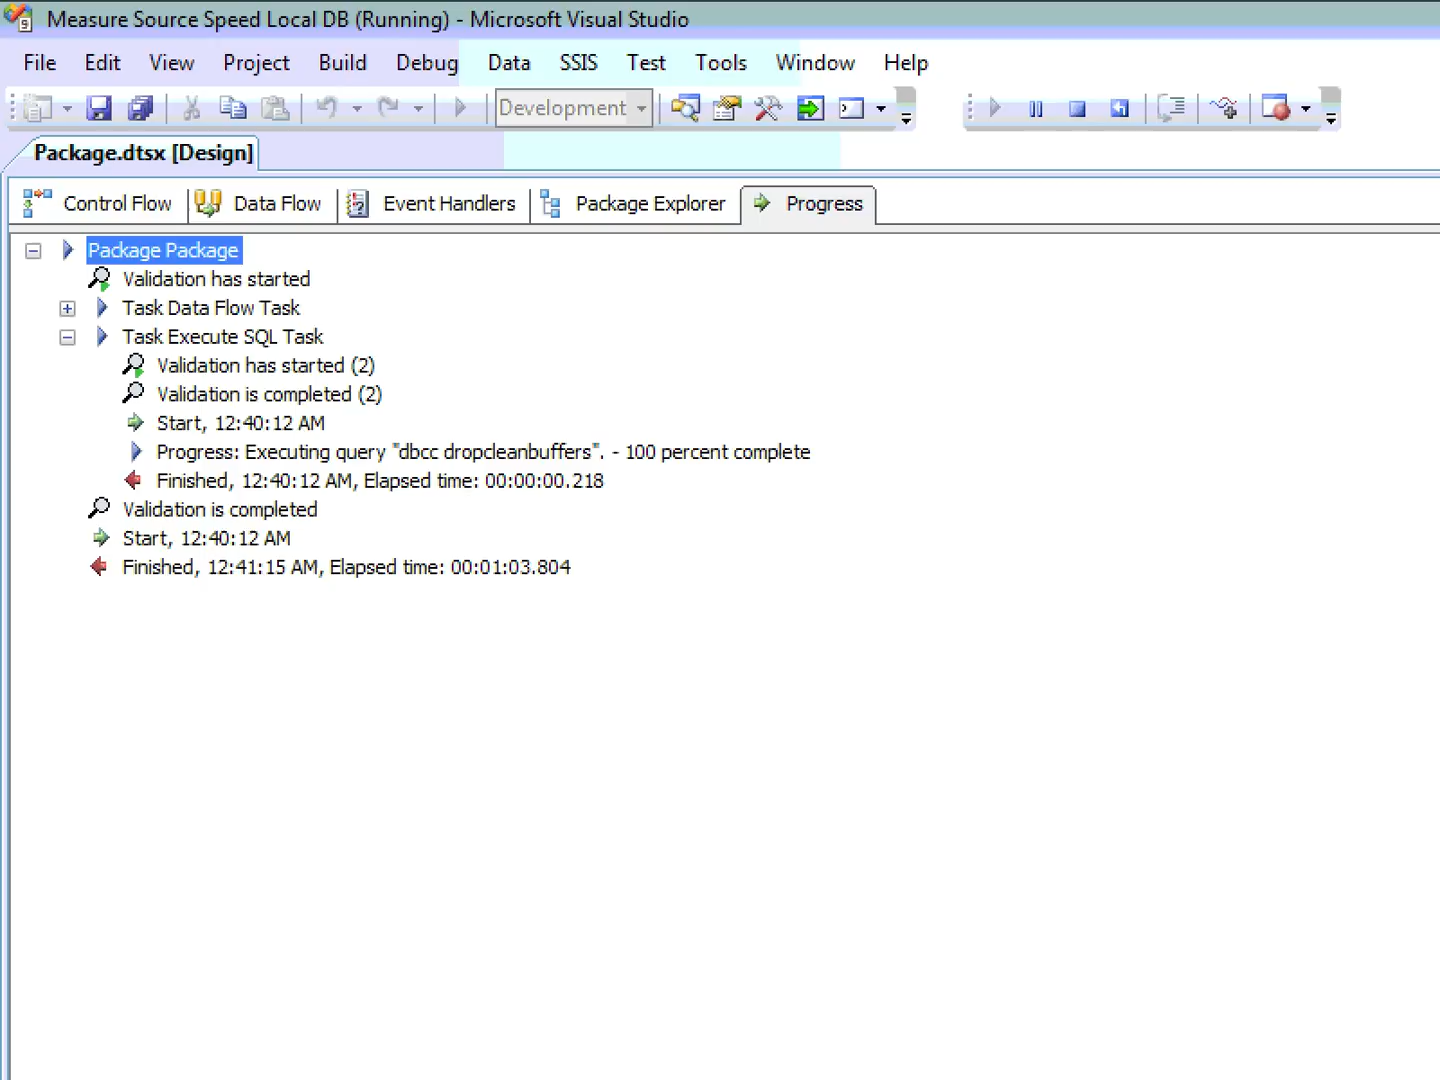 Measure Source Speed Local DB (Running) - Microsoft Visual Studio
File Edit View Project Build Debug Data SSIS Test Tools Window Help
Development
Package.dtsx [Design]
Control Flow Data Flow Event Handlers Package Explorer Progress
Package Package
Validation has started
Task Data Flow Task
Task Execute SQL Task
Validation has started (2)
Validation is completed (2)
Start, 12:40:12 AM
Progress: Executing query "dbcc dropcleanbuffers". - 100 percent complete
Finished, 12:40:12 AM, Elapsed time: 00:00:00.218
Validation is completed
Start, 12:40:12 AM
Finished, 12:41:15 AM, Elapsed time: 00:01:03.804